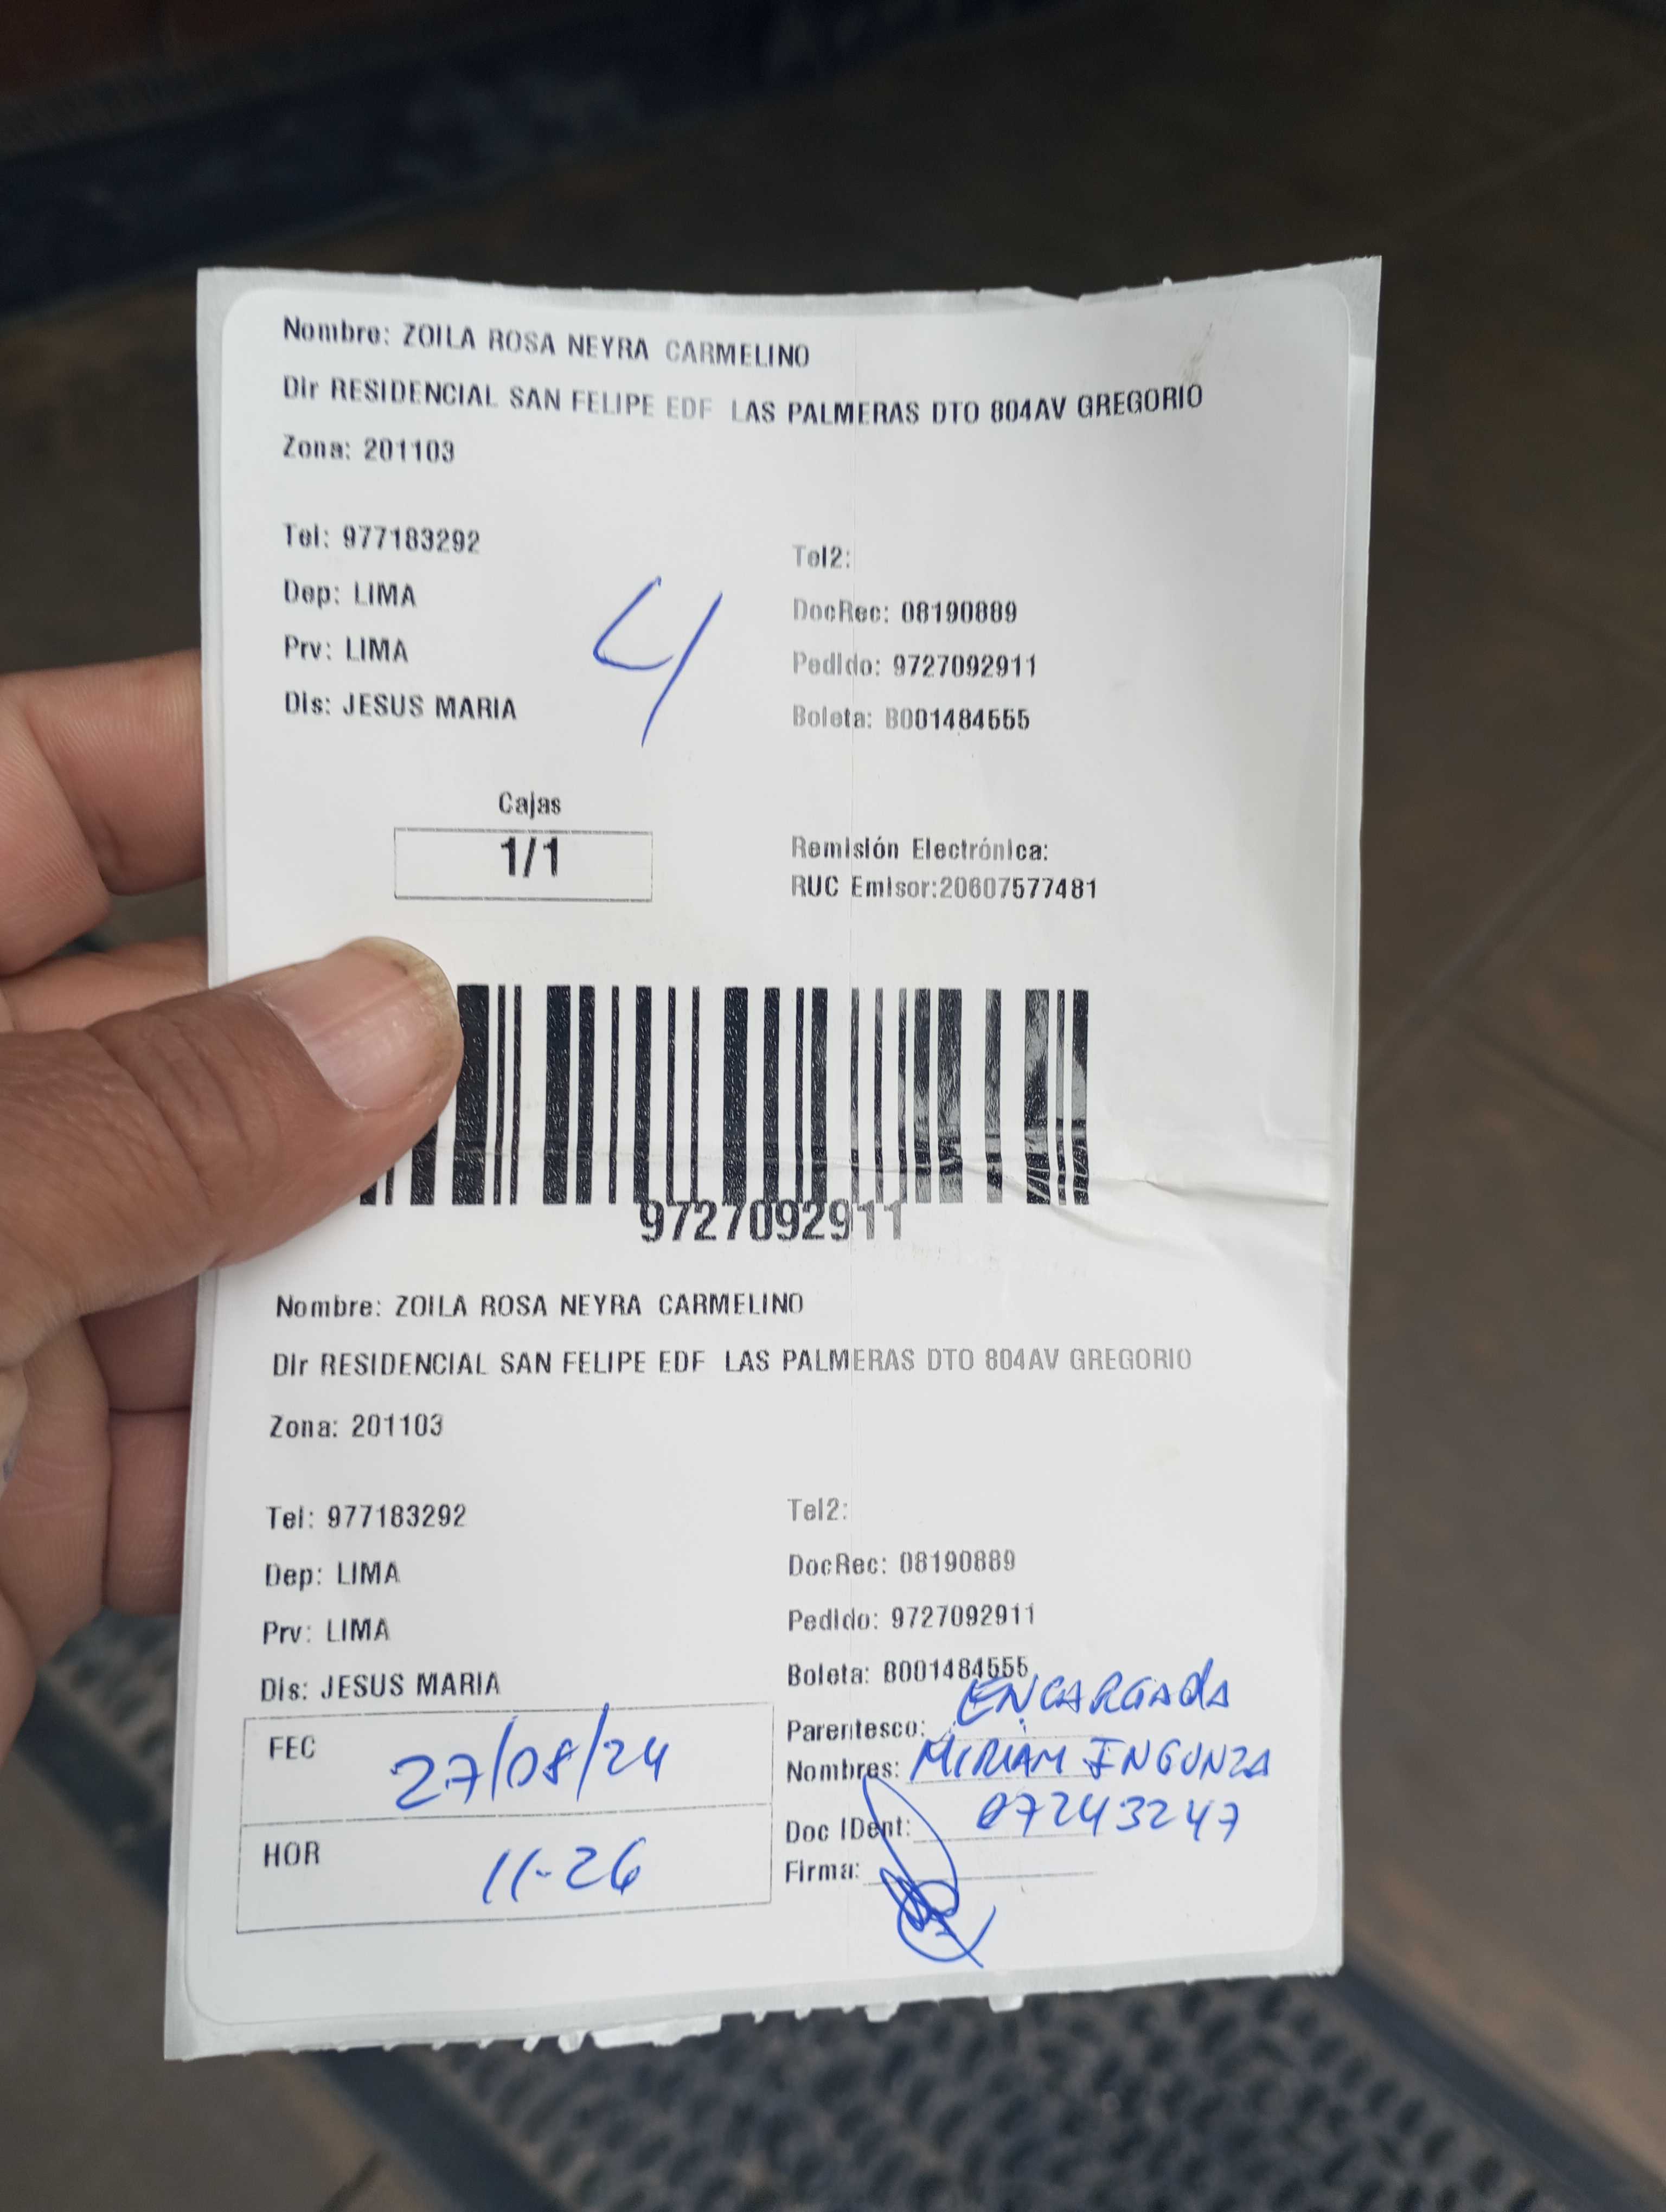 Nombre: ZOILA ROSA NEYRA CARMELINO
Dir RESIDENCIAL SAN FELIPE EDF LAS PALMERAS DTO 804AV GREGORIO
Zona: 201103
Tel: 977183292
Tel2:
Dep: LIMA
DocRec: 08190889
Prv: LIMA
Pedido: 9727092911
Dis: JESUS MARIA
Boleta: B001484555
4
Cajas
1/1
Remisión Electrónica:
RUC Emisor:20607577481
9727092911
Nombre: ZOILA ROSA NEYRA CARMELINO
Dir RESIDENCIAL SAN FELIPE EDF LAS PALMERAS DTO 804AV GREGORIO
Zona: 201103
Tel: 977183292
Tel2:
Dep: LIMA
DocRec: 08190889
Prv: LIMA
Pedido: 9727092911
Dis: JESUS MARIA
Boleta: B001484555
FEC 27/08/24
HOR 11-26
Parentesco: ENCARGADA
Nombres: MIRIAM INGUNZA
Doc IDent: 07243247
Firma: